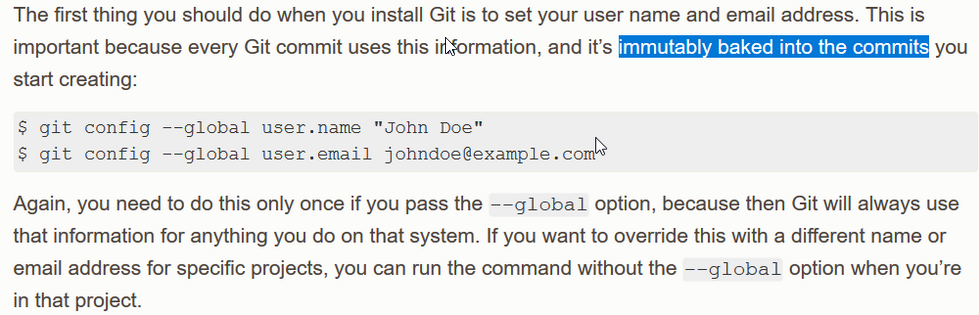 The first thing you should do when you install Git is to set your user name and email address. This is
important because every Git commit uses this information, and it’s immutably baked into the commits you
start creating:
$ git config --global user.name "John Doe"
$ git config --global user.email johndoe@example.com
Again, you need to do this only once if you pass the --global option, because then Git will always use
that information for anything you do on that system. If you want to override this with a different name or
email address for specific projects, you can run the command without the --global option when you’re
in that project.